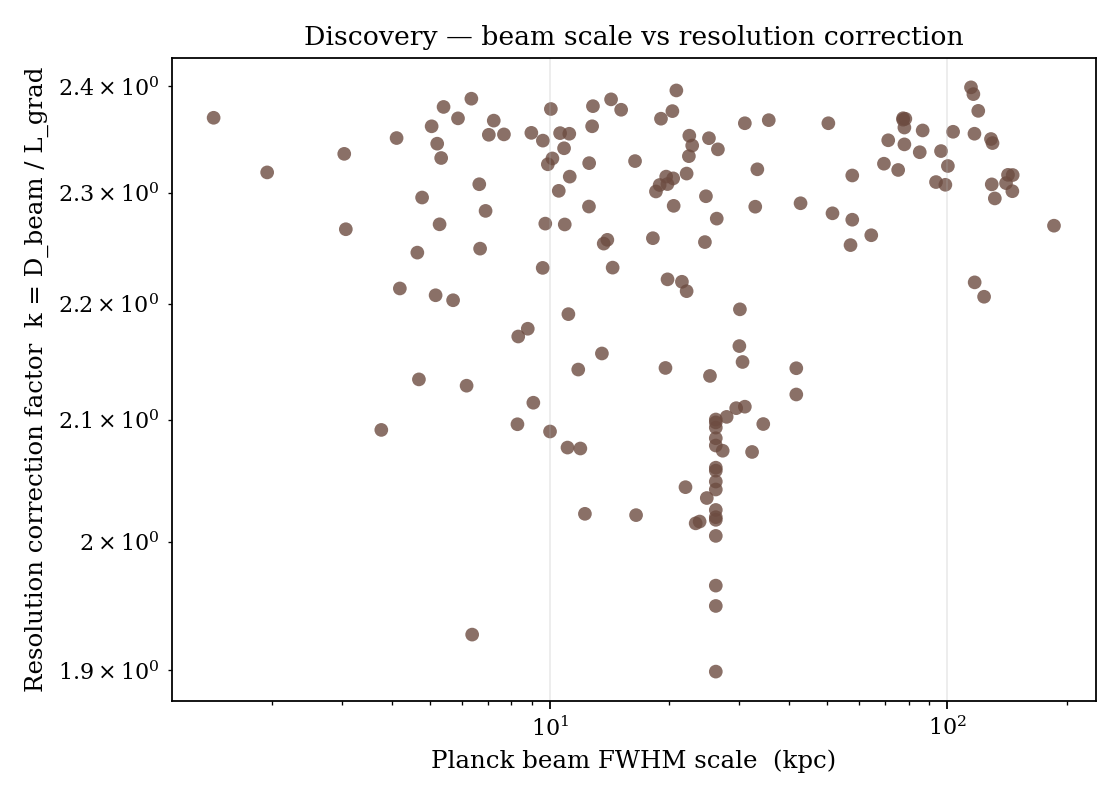 Discovery — beam scale vs resolution correction
Resolution correction factor  k = D_beam / L_grad
2.4 × 10⁰
2.3 × 10⁰
2.2 × 10⁰
2.1 × 10⁰
2 × 10⁰
1.9 × 10⁰
10¹ 10²
Planck beam FWHM scale  (kpc)